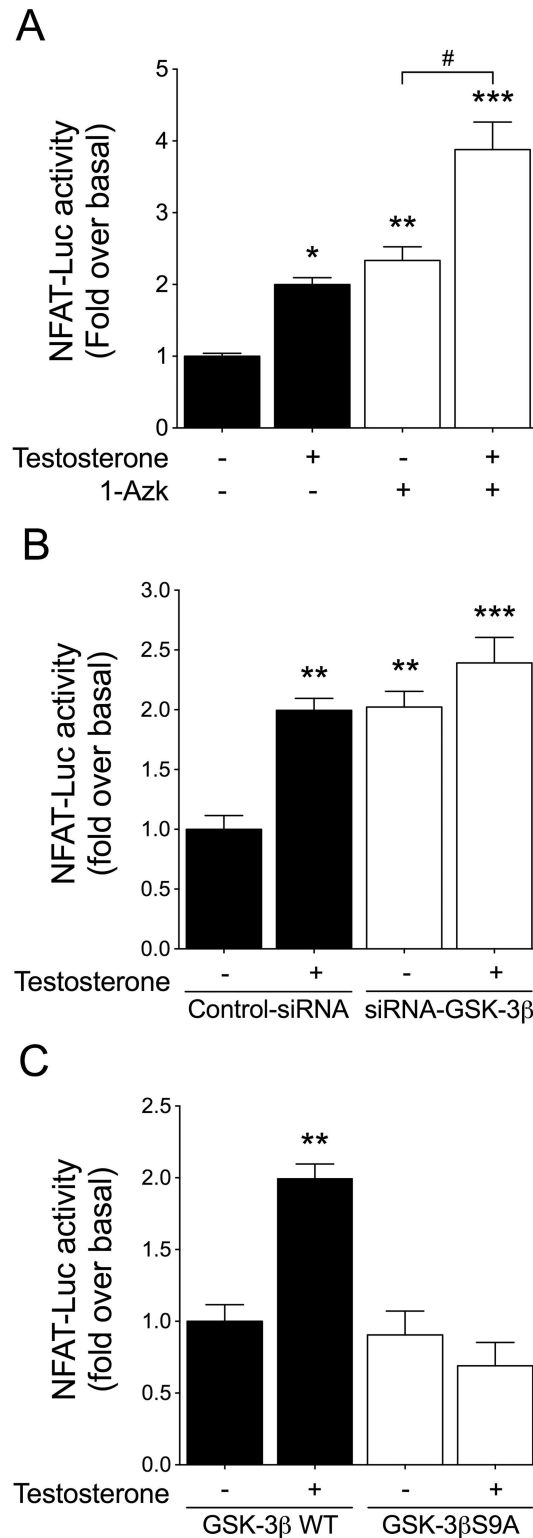 A
NFAT-Luc activity
(Fold over basal)
5
4
3
2
1
0
#
*
**
***
Testosterone - + - +
1-Azk - - + +
B
NFAT-Luc activity
(fold over basal)
3.0
2.5
2.0
1.5
1.0
0.5
0.0
**
**
***
Testosterone - + - +
Control-siRNA siRNA-GSK-3β
C
NFAT-Luc activity
(fold over basal)
2.5
2.0
1.5
1.0
0.5
0.0
**
Testosterone - + - +
GSK-3β WT GSK-3βS9A